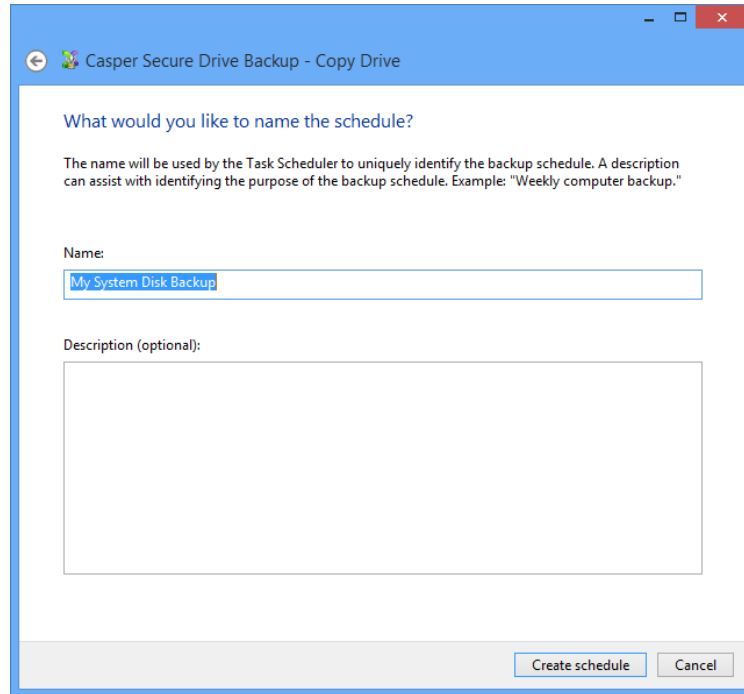 Casper Secure Drive Backup - Copy Drive
What would you like to name the schedule?
The name will be used by the Task Scheduler to uniquely identify the backup schedule. A description
can assist with identifying the purpose of the backup schedule. Example: "Weekly computer backup."
Name:
My System Disk Backup
Description (optional):
Create schedule
Cancel